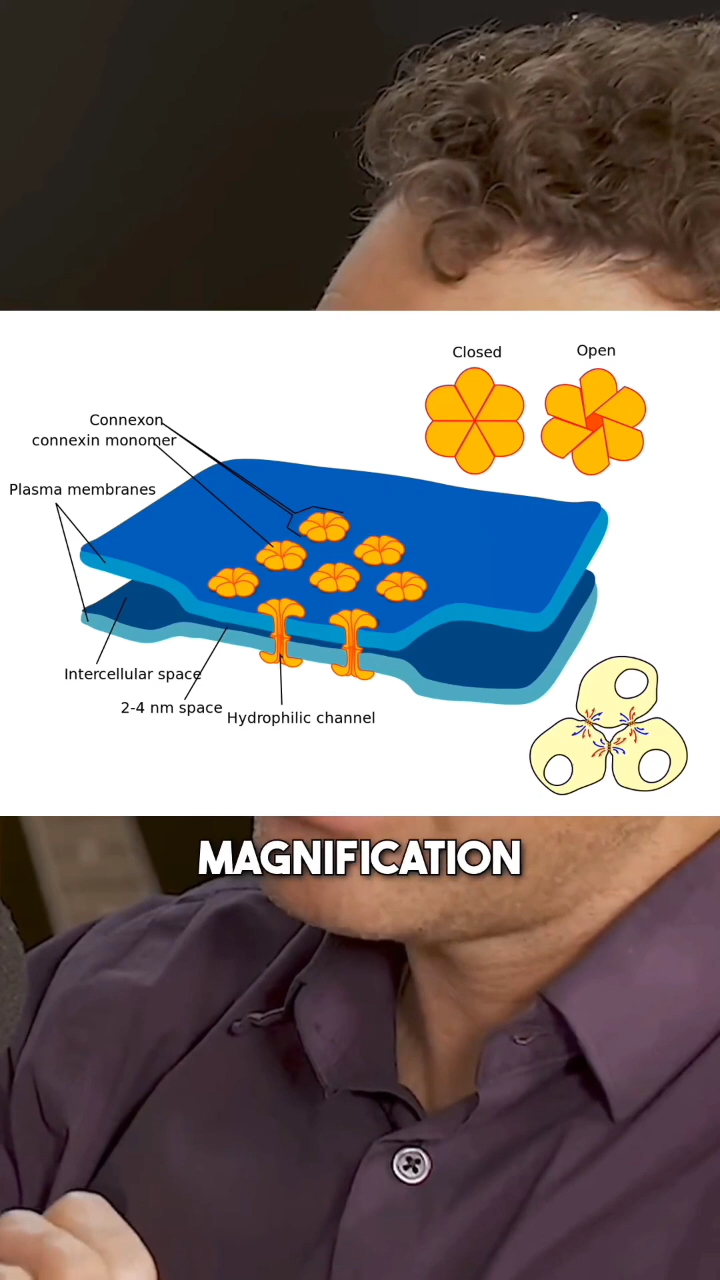 Closed
Open
Connexon
connexin monomer
Plasma membranes
Intercellular space
2-4 nm space
Hydrophilic channel
MAGNIFICATION